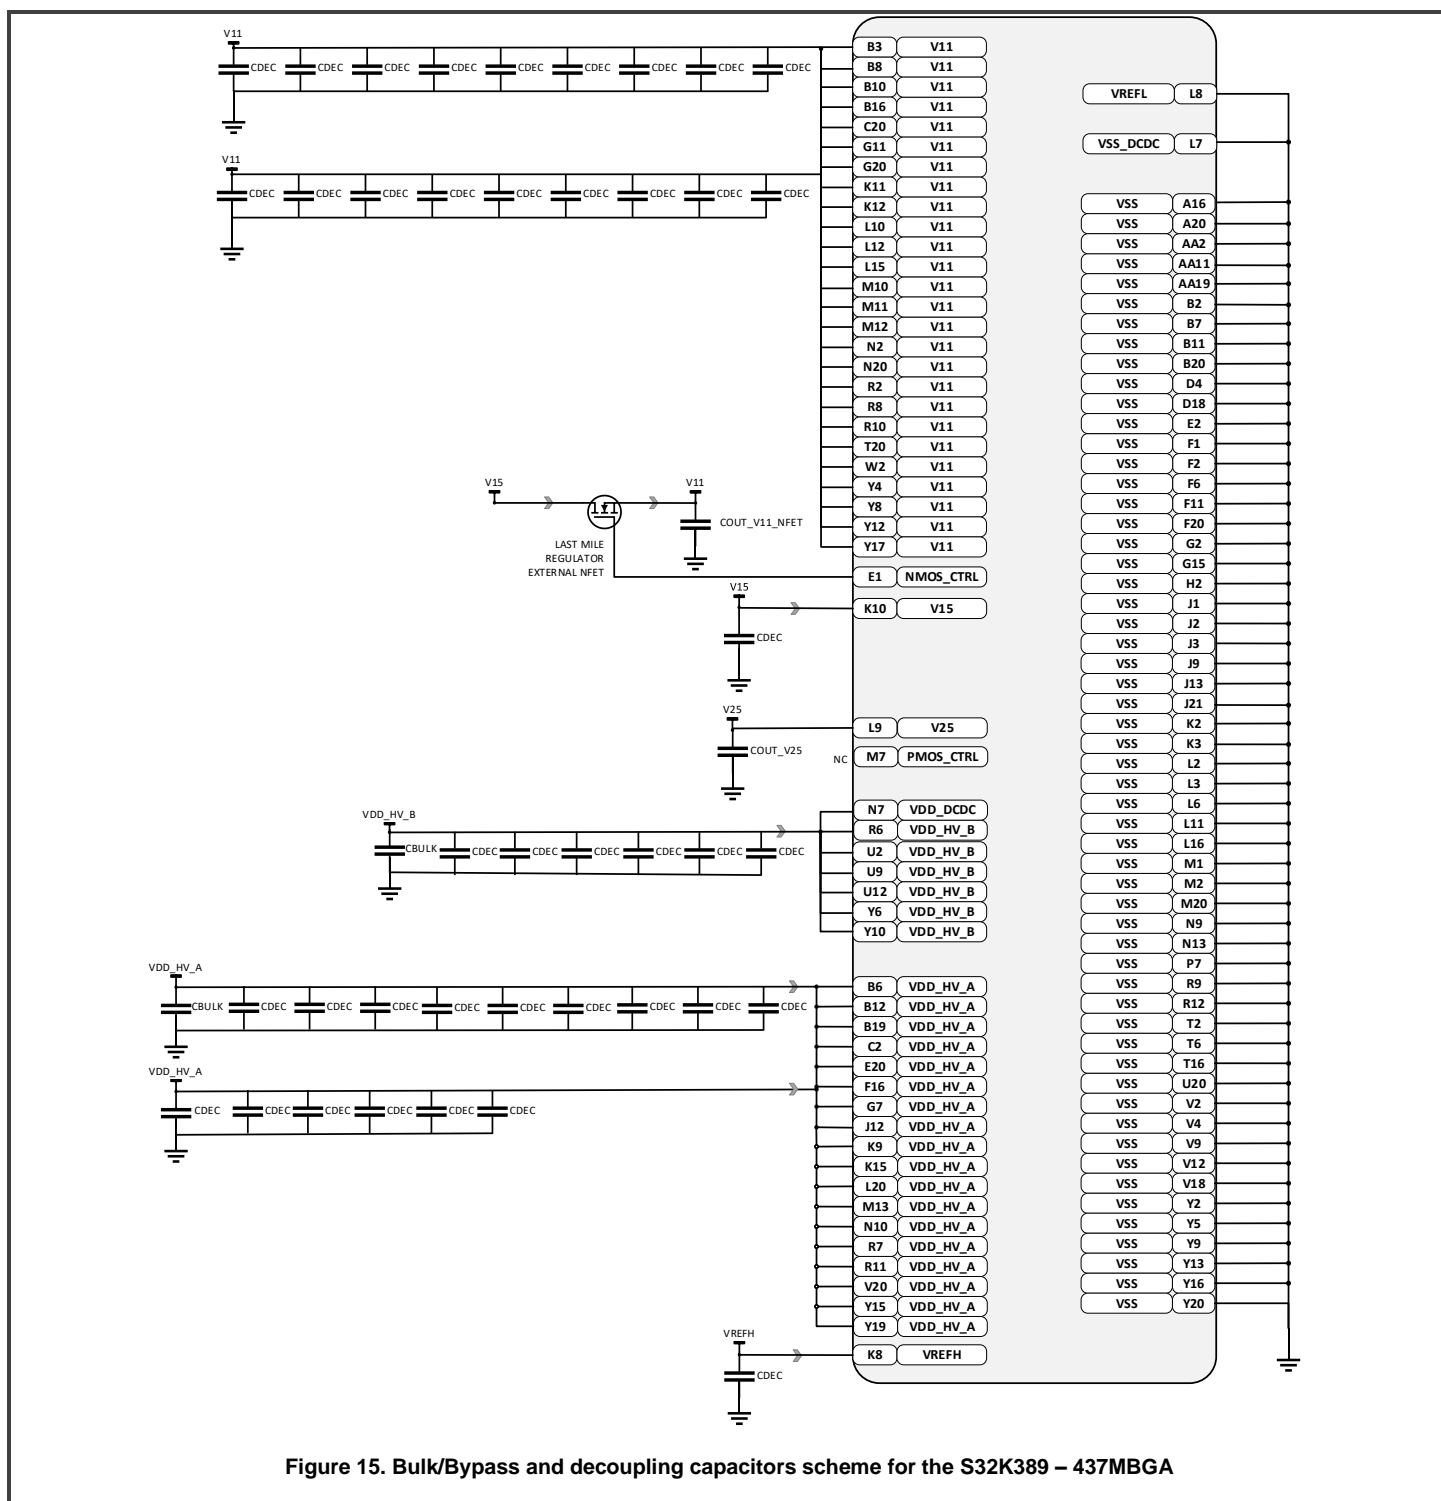 V11
CDEC CDEC CDEC CDEC CDEC CDEC CDEC CDEC CDEC
V11
CDEC CDEC CDEC CDEC CDEC CDEC CDEC CDEC CDEC
B3 V11
B8 V11
B10 V11
B16 V11
C20 V11
G11 V11
G20 V11
K11 V11
K12 V11
L10 V11
L12 V11
L15 V11
M10 V11
M11 V11
M12 V11
N2 V11
N20 V11
R2 V11
R8 V11
R10 V11
T20 V11
W2 V11
Y4 V11
Y8 V11
Y12 V11
Y17 V11
V15
V11
COUT_V11_NFET
LAST MILE
REGULATOR
EXTERNAL NFET
E1 NMOS_CTRL
V15
CDEC
K10 V15
V25
COUT_V25
L9 V25
NC M7 PMOS_CTRL
VDD_HV_B
CBULK CDEC CDEC CDEC CDEC CDEC CDEC
N7 VDD_DCDC
R6 VDD_HV_B
U2 VDD_HV_B
U9 VDD_HV_B
U12 VDD_HV_B
Y6 VDD_HV_B
Y10 VDD_HV_B
VDD_HV_A
CBULK CDEC CDEC CDEC CDEC CDEC CDEC CDEC CDEC CDEC
VDD_HV_A
CDEC CDEC CDEC CDEC CDEC CDEC
B6 VDD_HV_A
B12 VDD_HV_A
B19 VDD_HV_A
C2 VDD_HV_A
E20 VDD_HV_A
F16 VDD_HV_A
G7 VDD_HV_A
J12 VDD_HV_A
K9 VDD_HV_A
K15 VDD_HV_A
L20 VDD_HV_A
M13 VDD_HV_A
N10 VDD_HV_A
R7 VDD_HV_A
R11 VDD_HV_A
V20 VDD_HV_A
Y15 VDD_HV_A
Y19 VDD_HV_A
VREFH
CDEC
K8 VREFH
VREFL L8
VSS_DCDC L7
VSS A16
VSS A20
VSS AA2
VSS AA11
VSS AA19
VSS B2
VSS B7
VSS B11
VSS B20
VSS D4
VSS D18
VSS E2
VSS F1
VSS F2
VSS F6
VSS F11
VSS F20
VSS G2
VSS G15
VSS H2
VSS J1
VSS J2
VSS J3
VSS J9
VSS J13
VSS J21
VSS K2
VSS K3
VSS L2
VSS L3
VSS L6
VSS L11
VSS L16
VSS M1
VSS M2
VSS M20
VSS N9
VSS N13
VSS P7
VSS R9
VSS R12
VSS T2
VSS T6
VSS T16
VSS U20
VSS V2
VSS V4
VSS V9
VSS V12
VSS V18
VSS Y2
VSS Y5
VSS Y9
VSS Y13
VSS Y16
VSS Y20
Figure 15. Bulk/Bypass and decoupling capacitors scheme for the S32K389 – 437MBGA